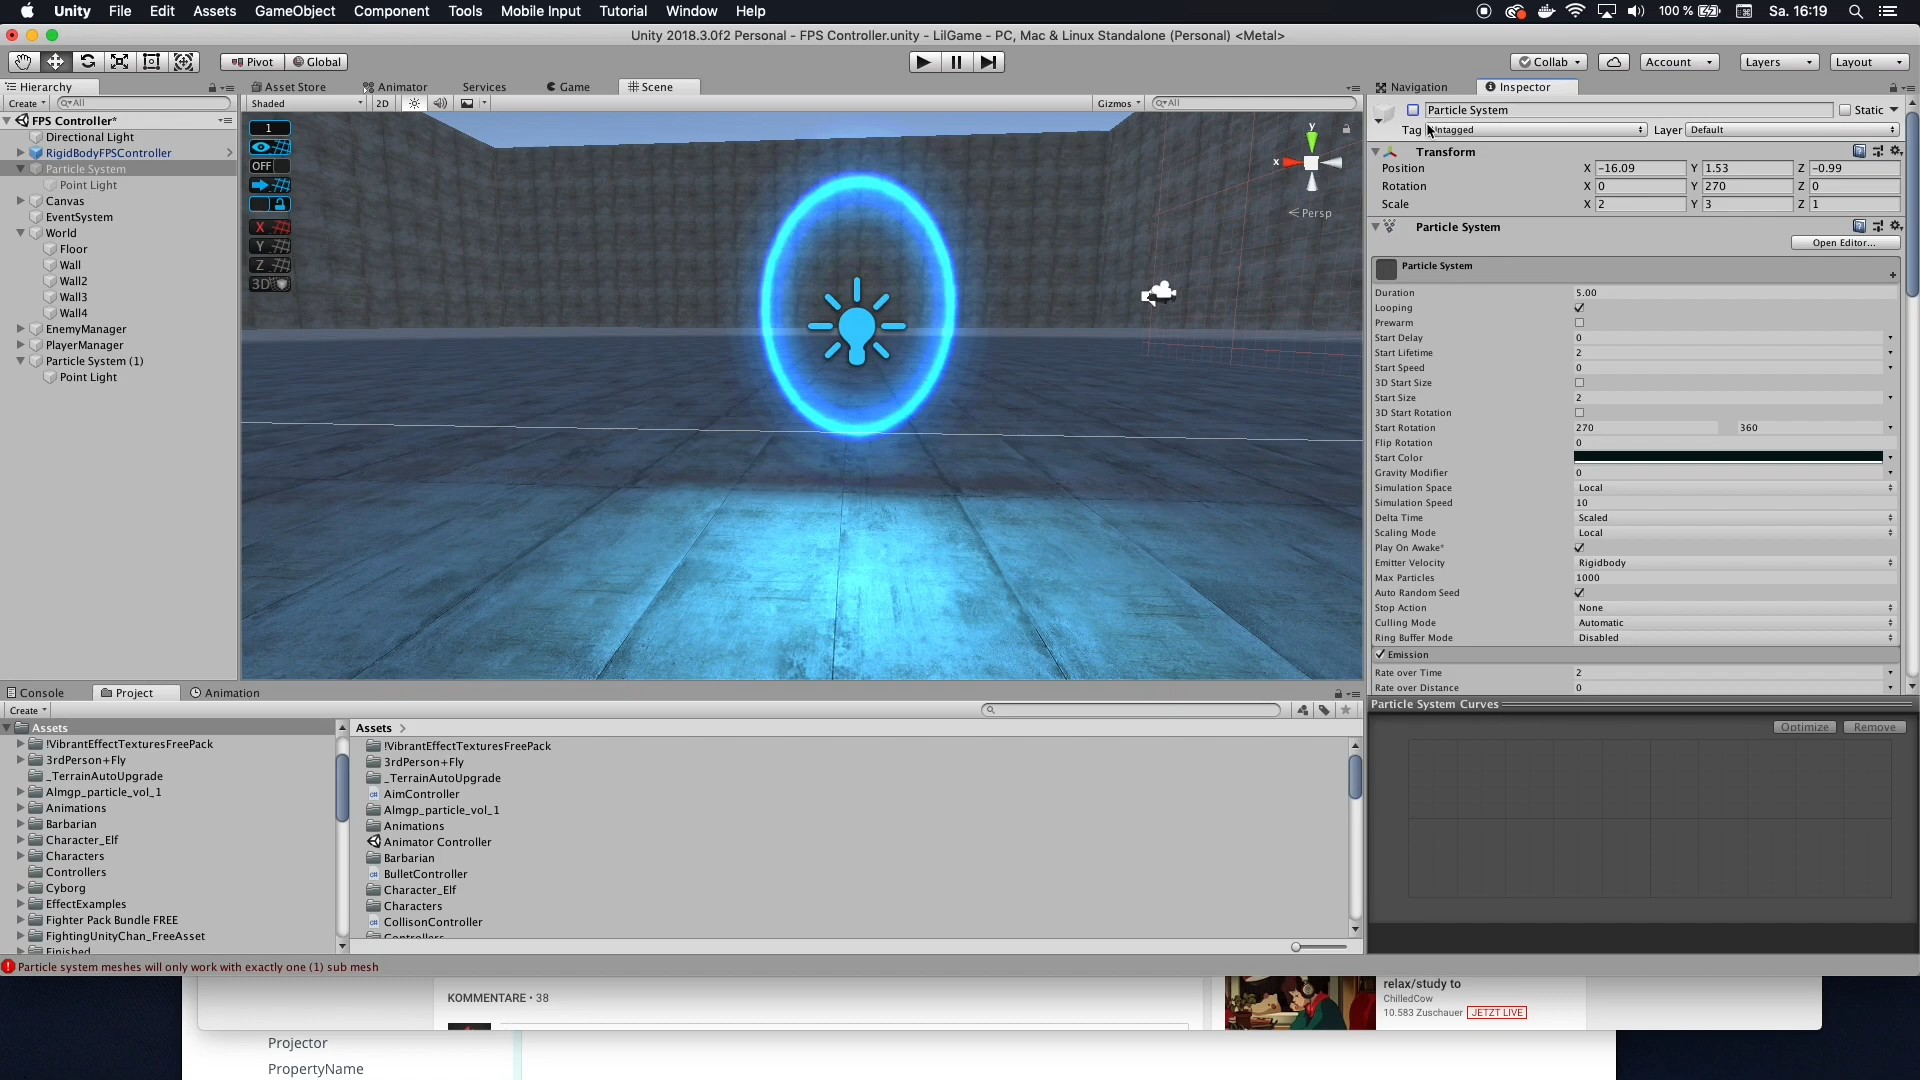 Unity File Edit Assets GameObject Component Tools Mobile Input Tutorial Window Help 100 % Sa. 16:19
Unity 2018.3.0f2 Personal - FPS Controller.unity - LilGame - PC, Mac & Linux Standalone (Personal) <Metal>
Pivot Global Collab Account Layers Layout
Hierarchy Asset Store Animator Services Game Scene Navigation Inspector
Create All Shaded 2D Gizmos All
FPS Controller*
Directional Light
RigidBodyFPSController
Particle System
Point Light
Canvas
EventSystem
World
Floor
Wall
Wall2
Wall3
Wall4
EnemyManager
PlayerManager
Particle System (1)
Point Light
1
OFF
X
Y
Z
3D
y
x
Persp
Particle System Static
Tag Untagged Layer Default
Transform
Position X -16.09 Y 1.53 Z -0.99
Rotation X 0 Y 270 Z 0
Scale X 2 Y 3 Z 1
Particle System
Open Editor...
Particle System
Duration 5.00
Looping
Prewarm
Start Delay 0
Start Lifetime 2
Start Speed 0
3D Start Size
Start Size 2
3D Start Rotation
Start Rotation 270 360
Flip Rotation 0
Start Color
Gravity Modifier 0
Simulation Space Local
Simulation Speed 10
Delta Time Scaled
Scaling Mode Local
Play On Awake*
Emitter Velocity Rigidbody
Max Particles 1000
Auto Random Seed
Stop Action None
Culling Mode Automatic
Ring Buffer Mode Disabled
Emission
Rate over Time 2
Rate over Distance 0
Particle System Curves
Optimize Remove
Console Project Animation
Create
Assets
!VibrantEffectTexturesFreePack
3rdPerson+Fly
_TerrainAutoUpgrade
Almgp_particle_vol_1
Animations
Barbarian
Character_Elf
Characters
Controllers
Cyborg
EffectExamples
Fighter Pack Bundle FREE
FightingUnityChan_FreeAsset
Finished
Assets
!VibrantEffectTexturesFreePack
3rdPerson+Fly
_TerrainAutoUpgrade
AimController
Almgp_particle_vol_1
Animations
Animator Controller
Barbarian
BulletController
Character_Elf
Characters
CollisonController
Controllers
Particle system meshes will only work with exactly one (1) sub mesh
KOMMENTARE • 38
relax/study to
ChilledCow
10.583 Zuschauer JETZT LIVE
Projector
PropertyName